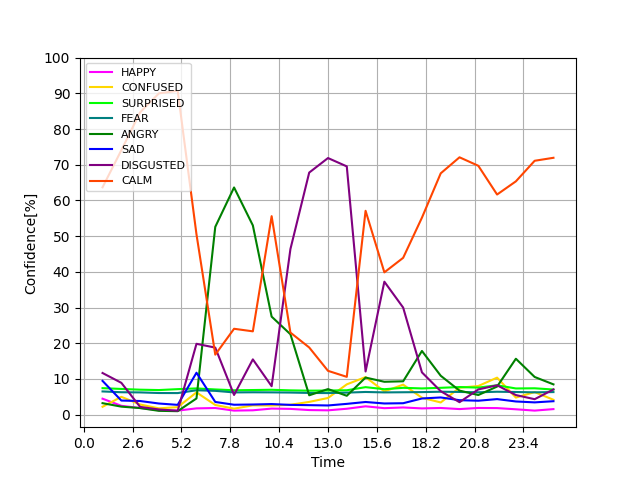 100
90
80
70
60
50
40
30
20
10
0
Confidence[%]
HAPPY
CONFUSED
SURPRISED
FEAR
ANGRY
SAD
DISGUSTED
CALM
0.0 2.6 5.2 7.8 10.4 13.0 15.6 18.2 20.8 23.4
Time